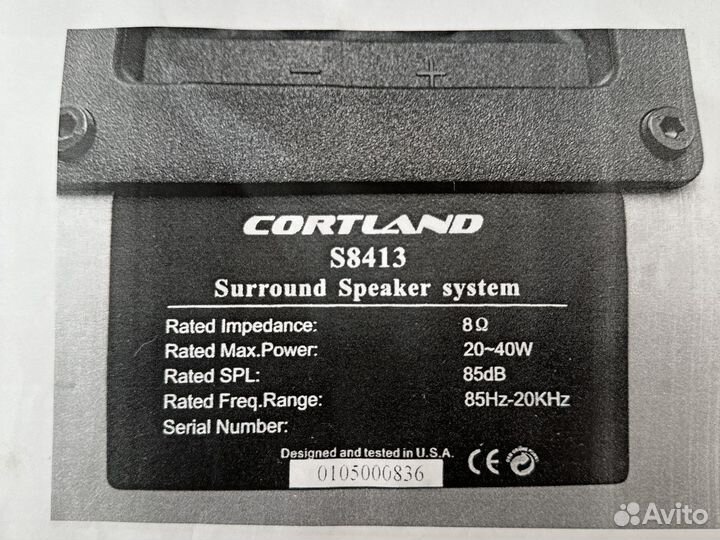 − +
CORTLAND
S8413
Surround Speaker system
Rated Impedance: 8Ω
Rated Max.Power: 20~40W
Rated SPL: 85dB
Rated Freq.Range: 85Hz-20KHz
Serial Number:
Designed and tested in U.S.A.
0105000836
CE
Avito